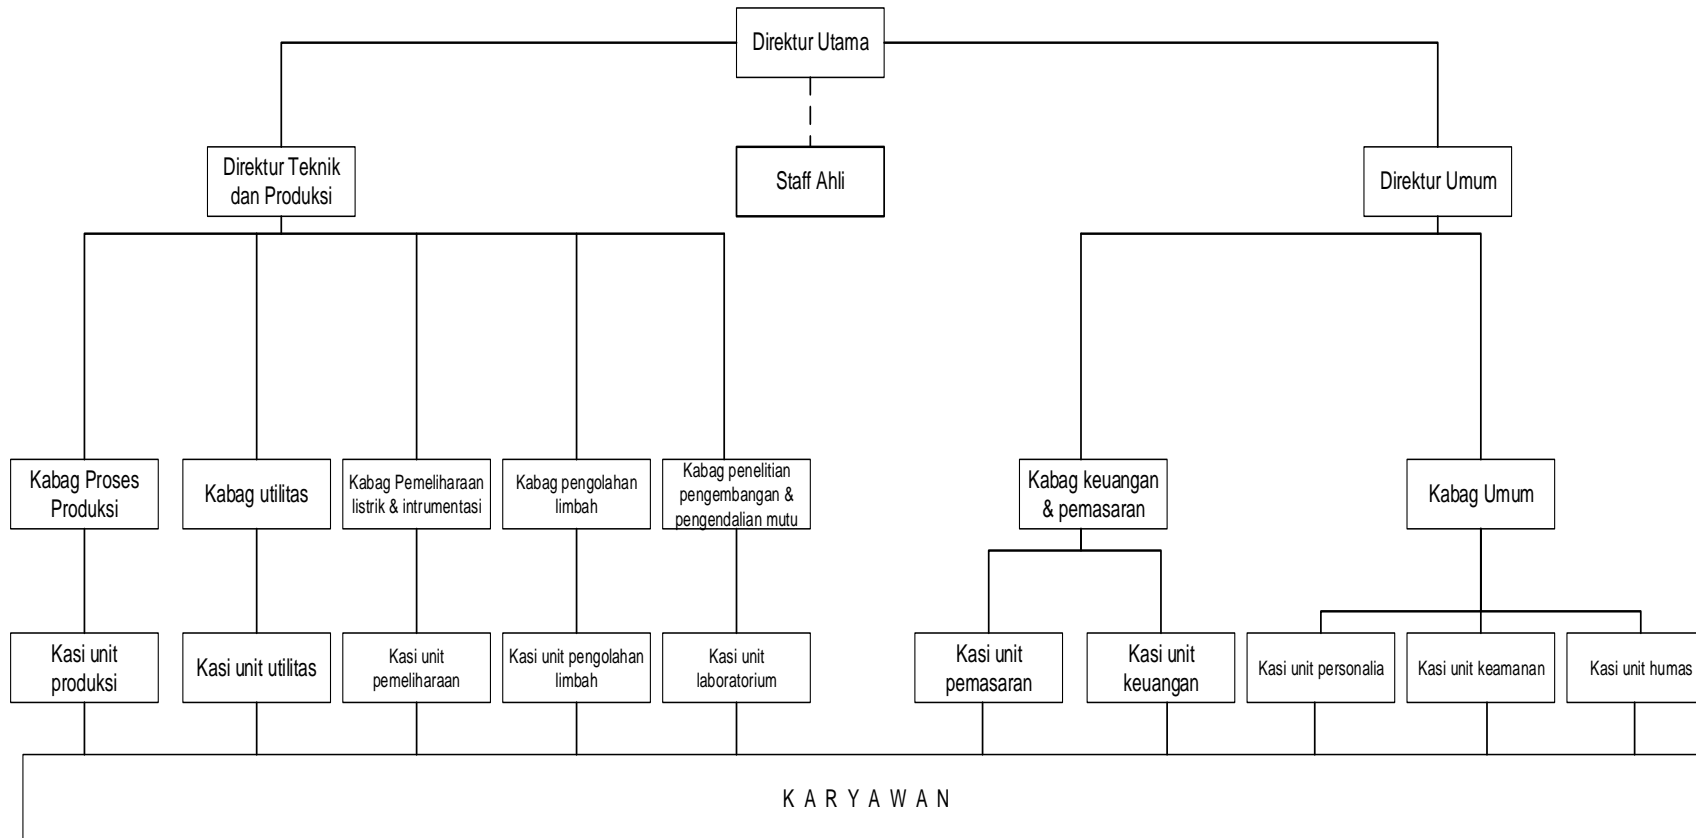 Direktur Utama
Direktur Teknik
dan Produksi
Staff Ahli
Direktur Umum
Kabag Proses
Produksi
Kabag utilitas
Kabag Pemeliharaan
listrik & intrumentasi
Kabag pengolahan
limbah
Kabag penelitian
pengembangan &
pengendalian mutu
Kabag keuangan
& pemasaran
Kabag Umum
Kasi unit
produksi
Kasi unit utilitas
Kasi unit
pemeliharaan
Kasi unit pengolahan
limbah
Kasi unit
laboratorium
Kasi unit
pemasaran
Kasi unit
keuangan
Kasi unit personalia
Kasi unit keamanan
Kasi unit humas
K A R Y A W A N